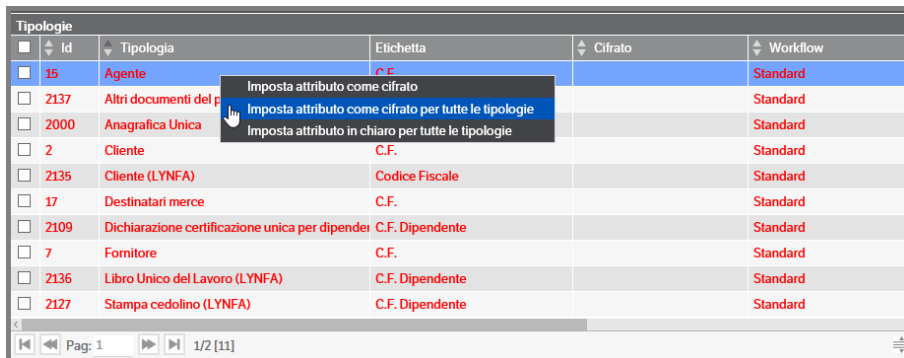 Tipologie
Id Tipologia Etichetta Cifrato Workflow
15 Agente C.F. Standard
Imposta attributo come cifrato
2137 Altri documenti del p Standard
Imposta attributo come cifrato per tutte le tipologie
2000 Anagrafica Unica Standard
Imposta attributo in chiaro per tutte le tipologie
2 Cliente C.F. Standard
2135 Cliente (LYNFA) Codice Fiscale Standard
17 Destinatari merce C.F. Standard
2109 Dichiarazione certificazione unica per dipender C.F. Dipendente Standard
7 Fornitore C.F. Standard
2136 Libro Unico del Lavoro (LYNFA) C.F. Dipendente Standard
2127 Stampa cedolino (LYNFA) C.F. Dipendente Standard
Pag: 1 1/2 [11]